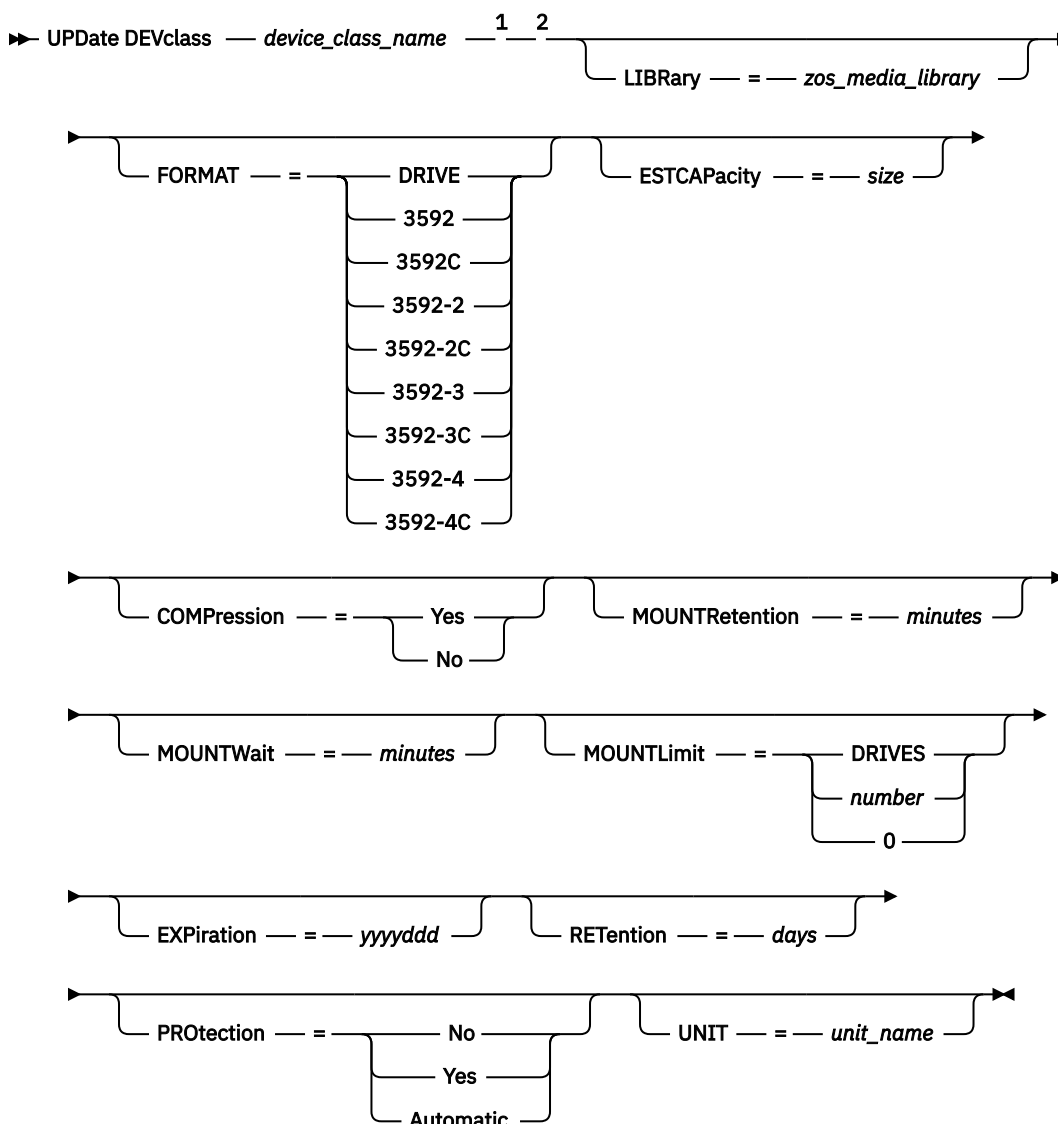 1 2
UPDate DEVclass device_class_name
LIBRary = zos_media_library
FORMAT = DRIVE
3592
3592C
3592-2
3592-2C
3592-3
3592-3C
3592-4
3592-4C
ESTCAPacity = size
COMPression = Yes
No
MOUNTRetention = minutes
MOUNTWait = minutes
MOUNTLimit = DRIVES
number
0
EXPiration = yyyyddd
RETention = days
PROtection = No
Yes
Automatic
UNIT = unit_name